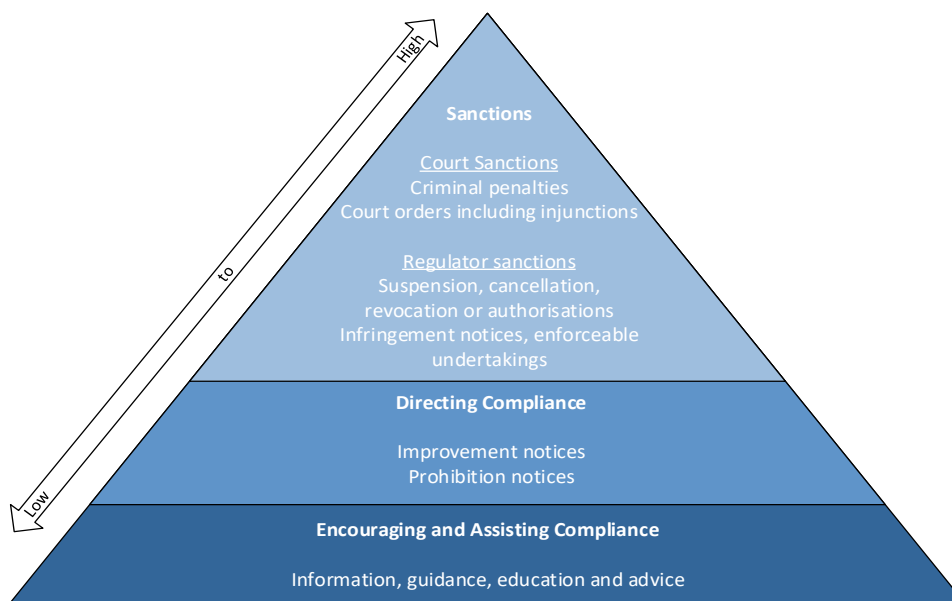 High
to
Low
Sanctions
Court Sanctions
Criminal penalties
Court orders including injunctions
Regulator sanctions
Suspension, cancellation,
revocation or authorisations
Infringement notices, enforceable
undertakings
Directing Compliance
Improvement notices
Prohibition notices
Encouraging and Assisting Compliance
Information, guidance, education and advice